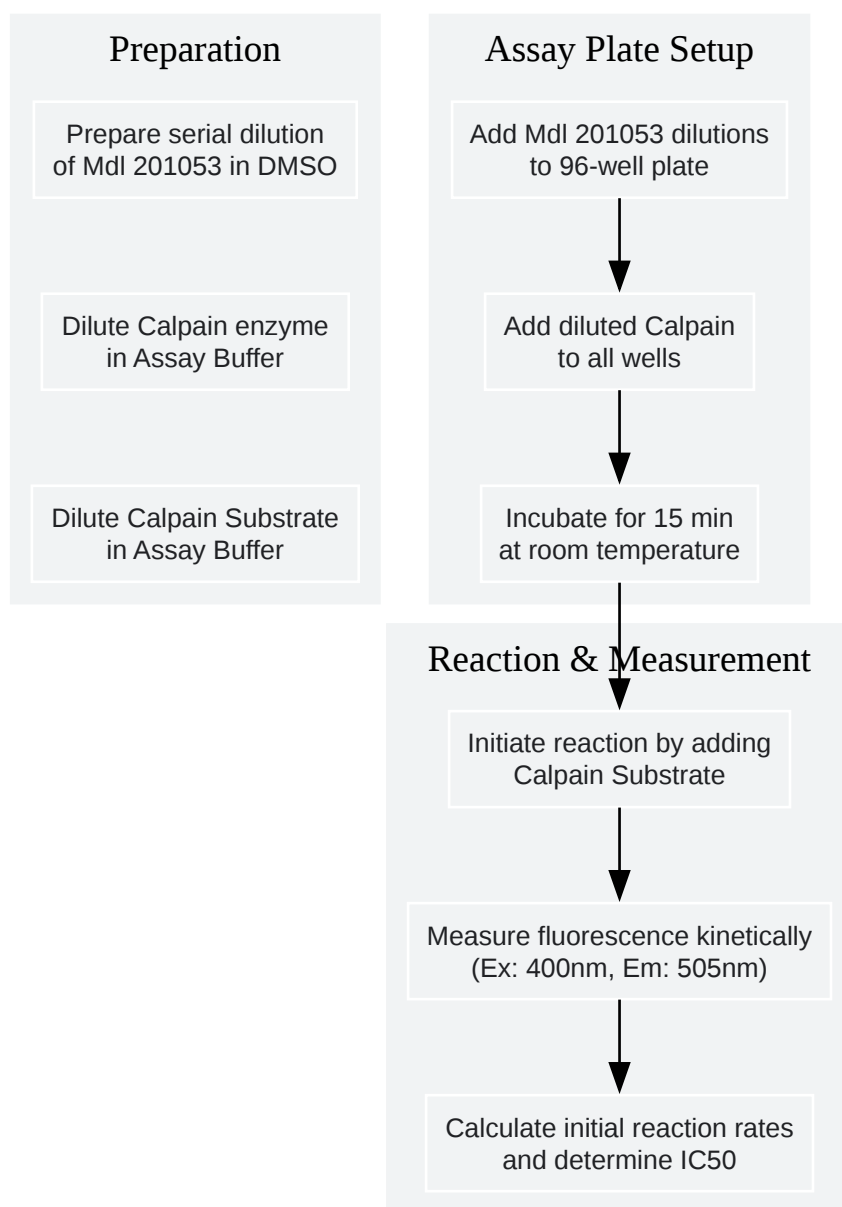 Preparation
Prepare serial dilution
of Mdl 201053 in DMSO
Dilute Calpain enzyme
in Assay Buffer
Dilute Calpain Substrate
in Assay Buffer
Assay Plate Setup
Add Mdl 201053 dilutions
to 96-well plate
Add diluted Calpain
to all wells
Incubate for 15 min
at room temperature
Reaction & Measurement
Initiate reaction by adding
Calpain Substrate
Measure fluorescence kinetically
(Ex: 400nm, Em: 505nm)
Calculate initial reaction rates
and determine IC50